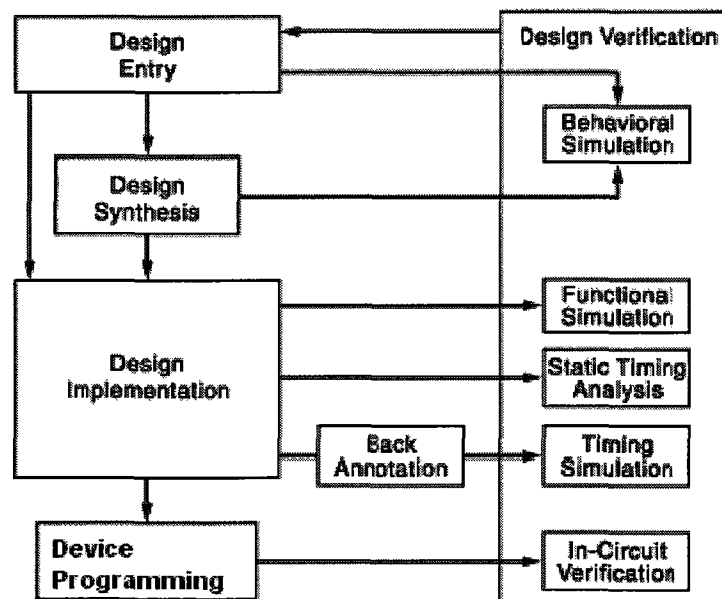 Design
Entry
Design Verification
Behavioral
Simulation
Design
Synthesis
Design
Implementation
Functional
Simulation
Static Timing
Analysis
Back
Annotation
Timing
Simulation
Device
Programming
In-Circuit
Verification